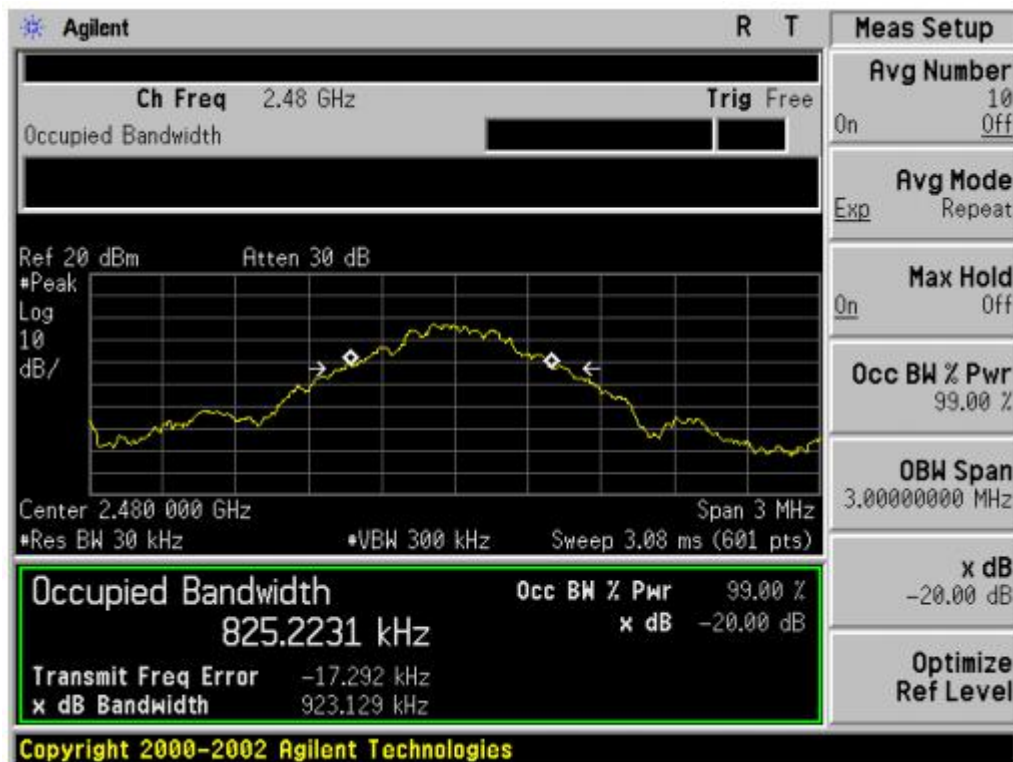 Agilent R T
Ch Freq 2.48 GHz Trig Free
Occupied Bandwidth
Ref 20 dBm Atten 30 dB
#Peak
Log
10
dB/
Center 2.480 000 GHz Span 3 MHz
#Res BW 30 kHz #VBW 300 kHz Sweep 3.08 ms (601 pts)
Occupied Bandwidth Occ BW % Pwr 99.00 %
825.2231 kHz x dB -20.00 dB
Transmit Freq Error -17.292 kHz
x dB Bandwidth 923.129 kHz
Copyright 2000-2002 Agilent Technologies
Meas Setup
Avg Number
10
On Off
Avg Mode
Exp Repeat
Max Hold
On Off
Occ BW % Pwr
99.00 %
OBW Span
3.00000000 MHz
x dB
-20.00 dB
Optimize
Ref Level